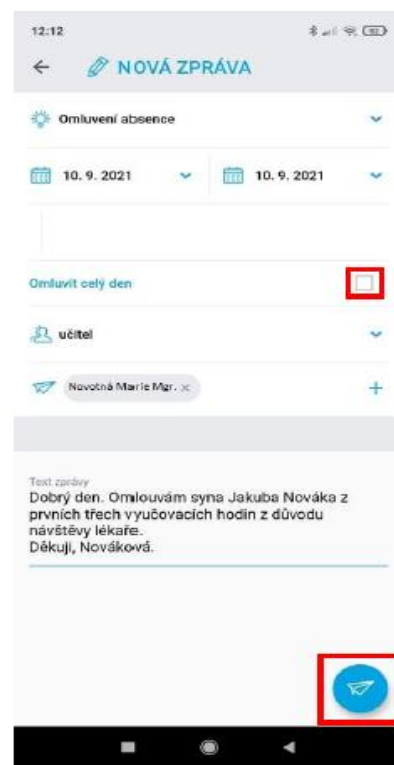 12:12
NOVÁ ZPRÁVA
Omluvení absence
10. 9. 2021 10. 9. 2021
Omluvit celý den
učitel
Novotná Marie Mgr. ×
Text zprávy
Dobrý den. Omlouvám syna Jakuba Nováka z
prvních třech vyučovacích hodin z důvodu
návštěvy lékaře.
Děkuji, Nováková.